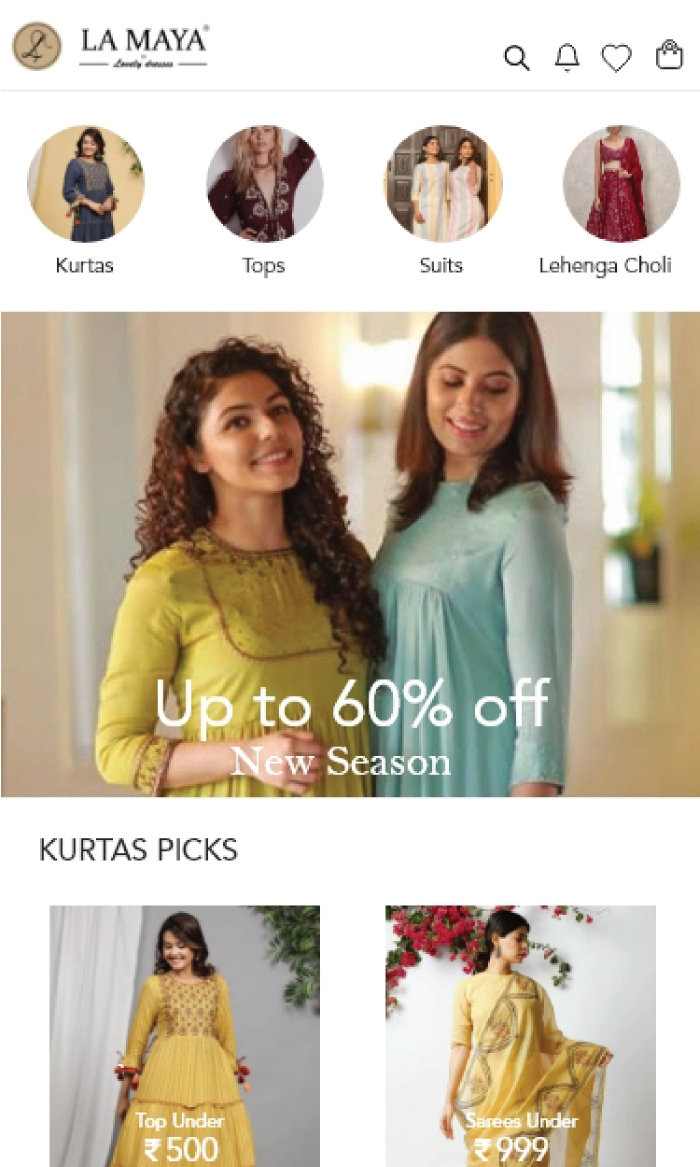 LA MAYA®
Lovely dresses
Kurtas
Tops
Suits
Lehenga Choli
Up to 60% off
New Season
KURTAS PICKS
Top Under
₹ 500
Sarees Under
₹ 999